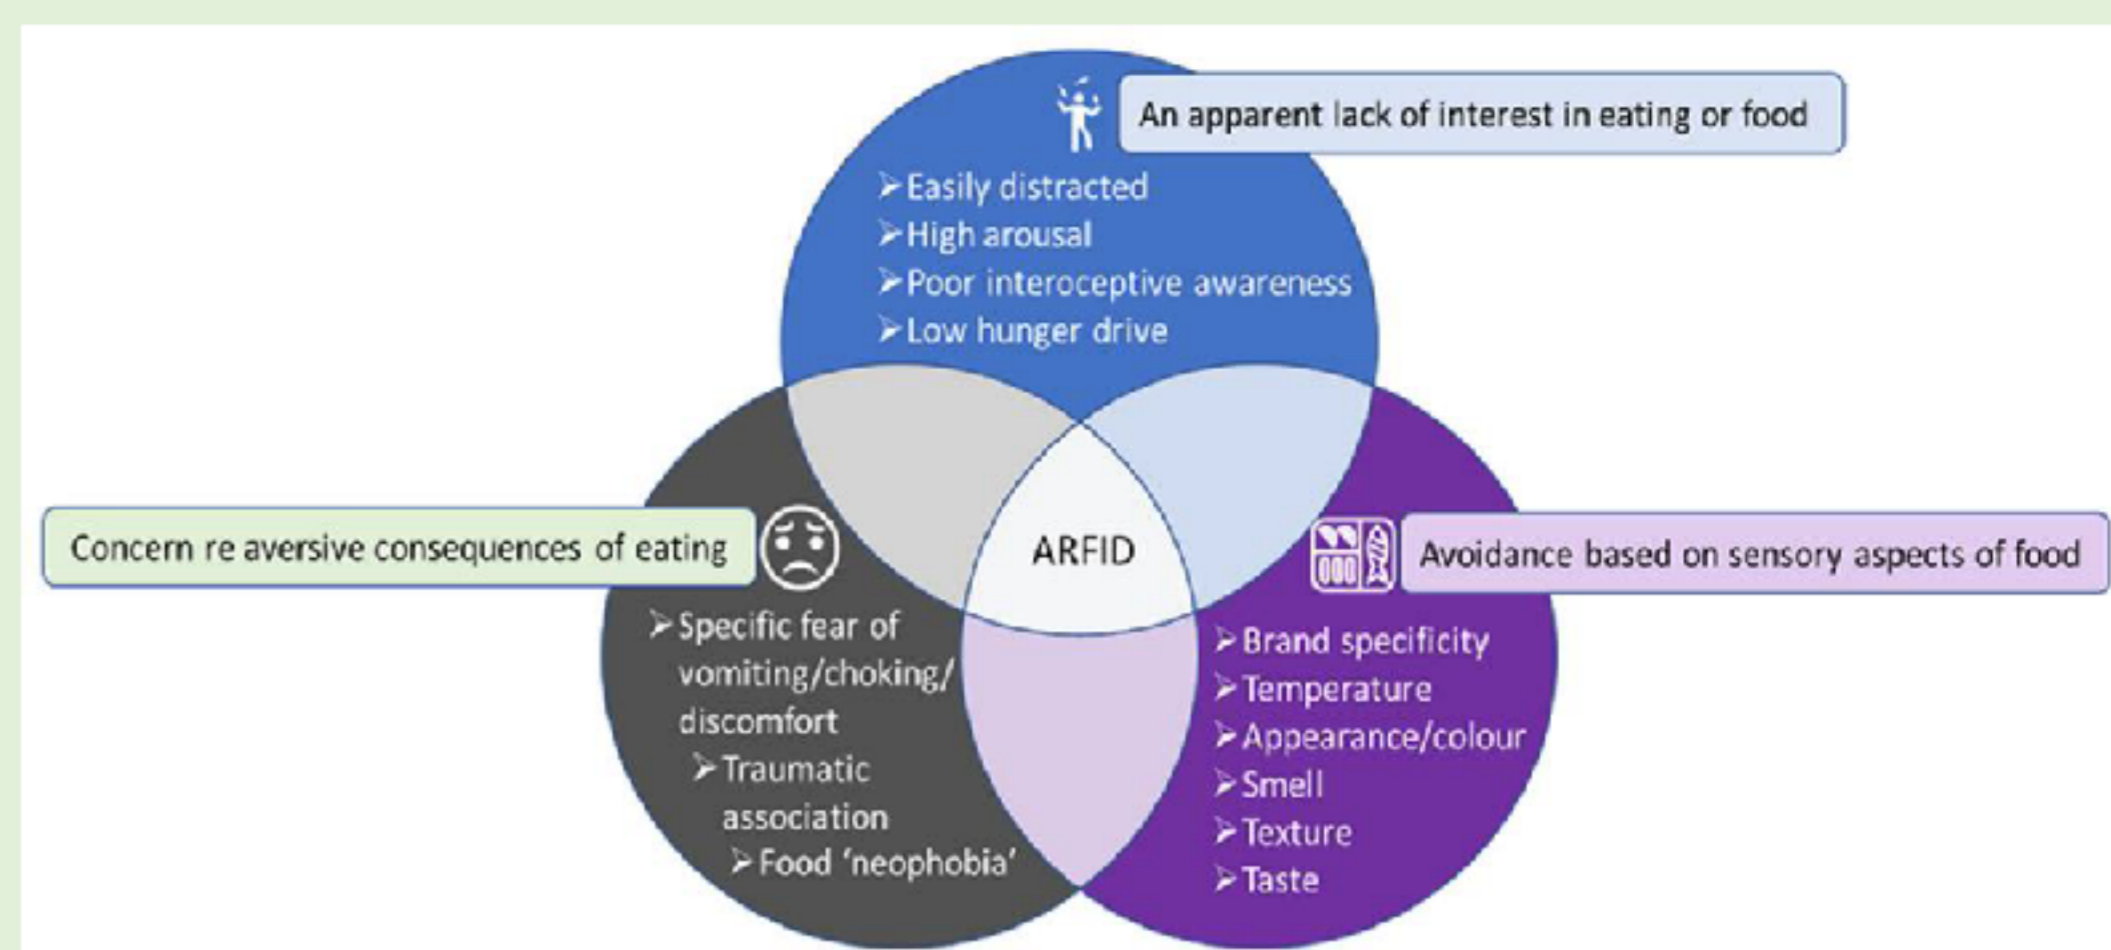 An apparent lack of interest in eating or food
➢Easily distracted
➢High arousal
➢Poor interoceptive awareness
➢Low hunger drive
Concern re aversive consequences of eating
➢Specific fear of
vomiting/choking/
discomfort
➢Traumatic
association
➢Food ‘neophobia’
ARFID
Avoidance based on sensory aspects of food
➢Brand specificity
➢Temperature
➢Appearance/colour
➢Smell
➢Texture
➢Taste